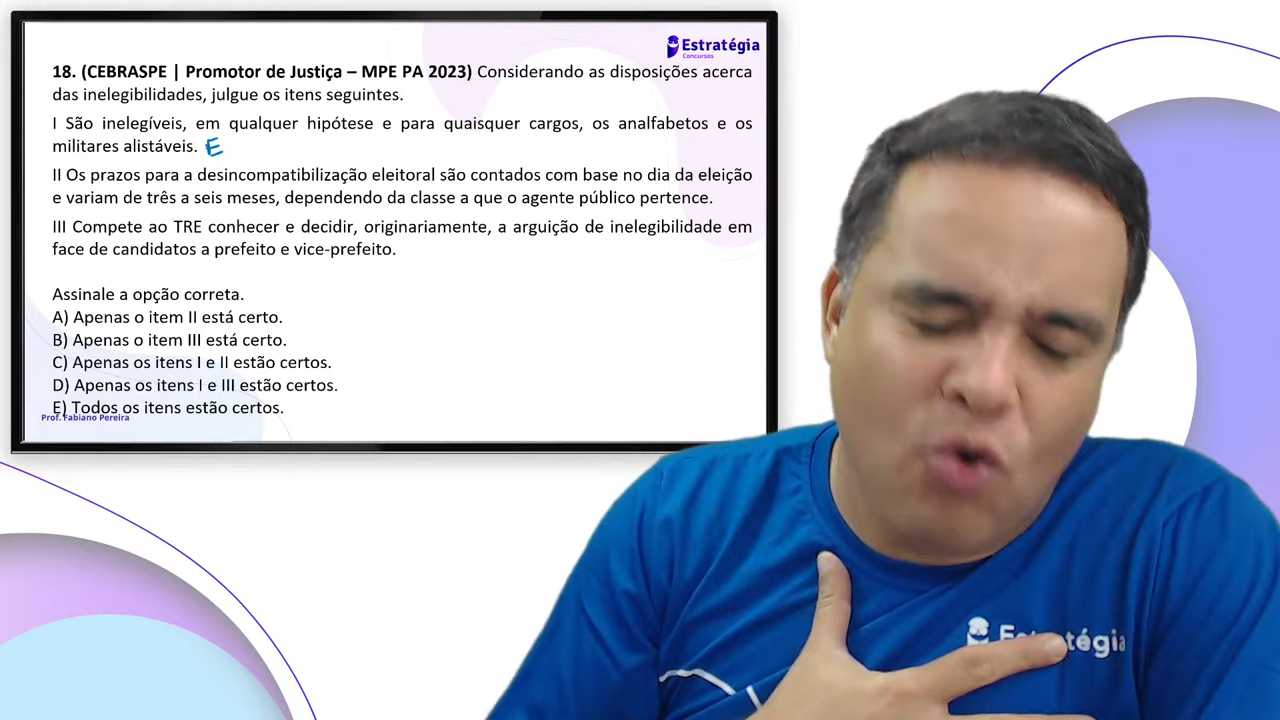 Estratégia
Concursos
18. (CEBRASPE | Promotor de Justiça – MPE PA 2023) Considerando as disposições acerca
das inelegibilidades, julgue os itens seguintes.
I São inelegíveis, em qualquer hipótese e para quaisquer cargos, os analfabetos e os
militares alistáveis. E
II Os prazos para a desincompatibilização eleitoral são contados com base no dia da eleição
e variam de três a seis meses, dependendo da classe a que o agente público pertence.
III Compete ao TRE conhecer e decidir, originariamente, a arguição de inelegibilidade em
face de candidatos a prefeito e vice-prefeito.
Assinale a opção correta.
A) Apenas o item II está certo.
B) Apenas o item III está certo.
C) Apenas os itens I e II estão certos.
D) Apenas os itens I e III estão certos.
E) Todos os itens estão certos.
Prof. Fabiano Pereira
Estratégia